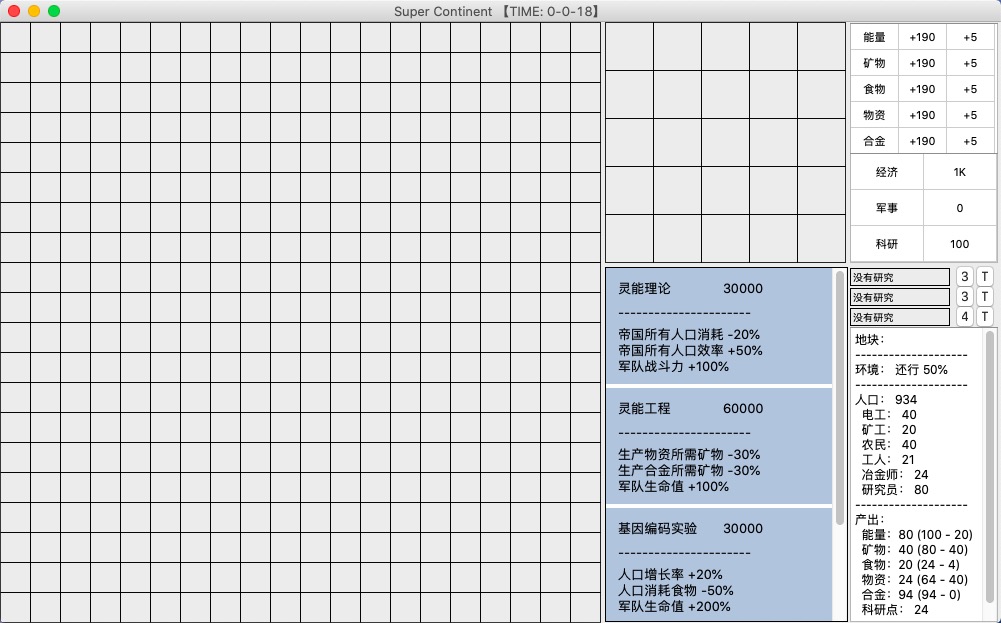 Super Continent 【TIME: 0-0-18】
能量 +190 +5
矿物 +190 +5
食物 +190 +5
物资 +190 +5
合金 +190 +5
经济 1K
军事 0
科研 100
灵能理论 30000
----------------------
帝国所有人口消耗 -20%
帝国所有人口效率 +50%
军队战斗力 +100%
灵能工程 60000
----------------------
生产物资所需矿物 -30%
生产合金所需矿物 -30%
军队生命值 +100%
基因编码实验 30000
----------------------
人口增长率 +20%
人口消耗食物 -50%
军队生命值 +200%
没有研究 3 T
没有研究 3 T
没有研究 4 T
地块：
-------------------
环境： 还行 50%
-------------------
人口： 934
电工： 40
矿工： 20
农民： 40
工人： 21
冶金师： 24
研究员： 80
-------------------
产出：
能量：80 (100 - 20)
矿物：40 (80 - 40)
食物：20 (24 - 4)
物资：24 (64 - 40)
合金：94 (94 - 0)
科研点： 24